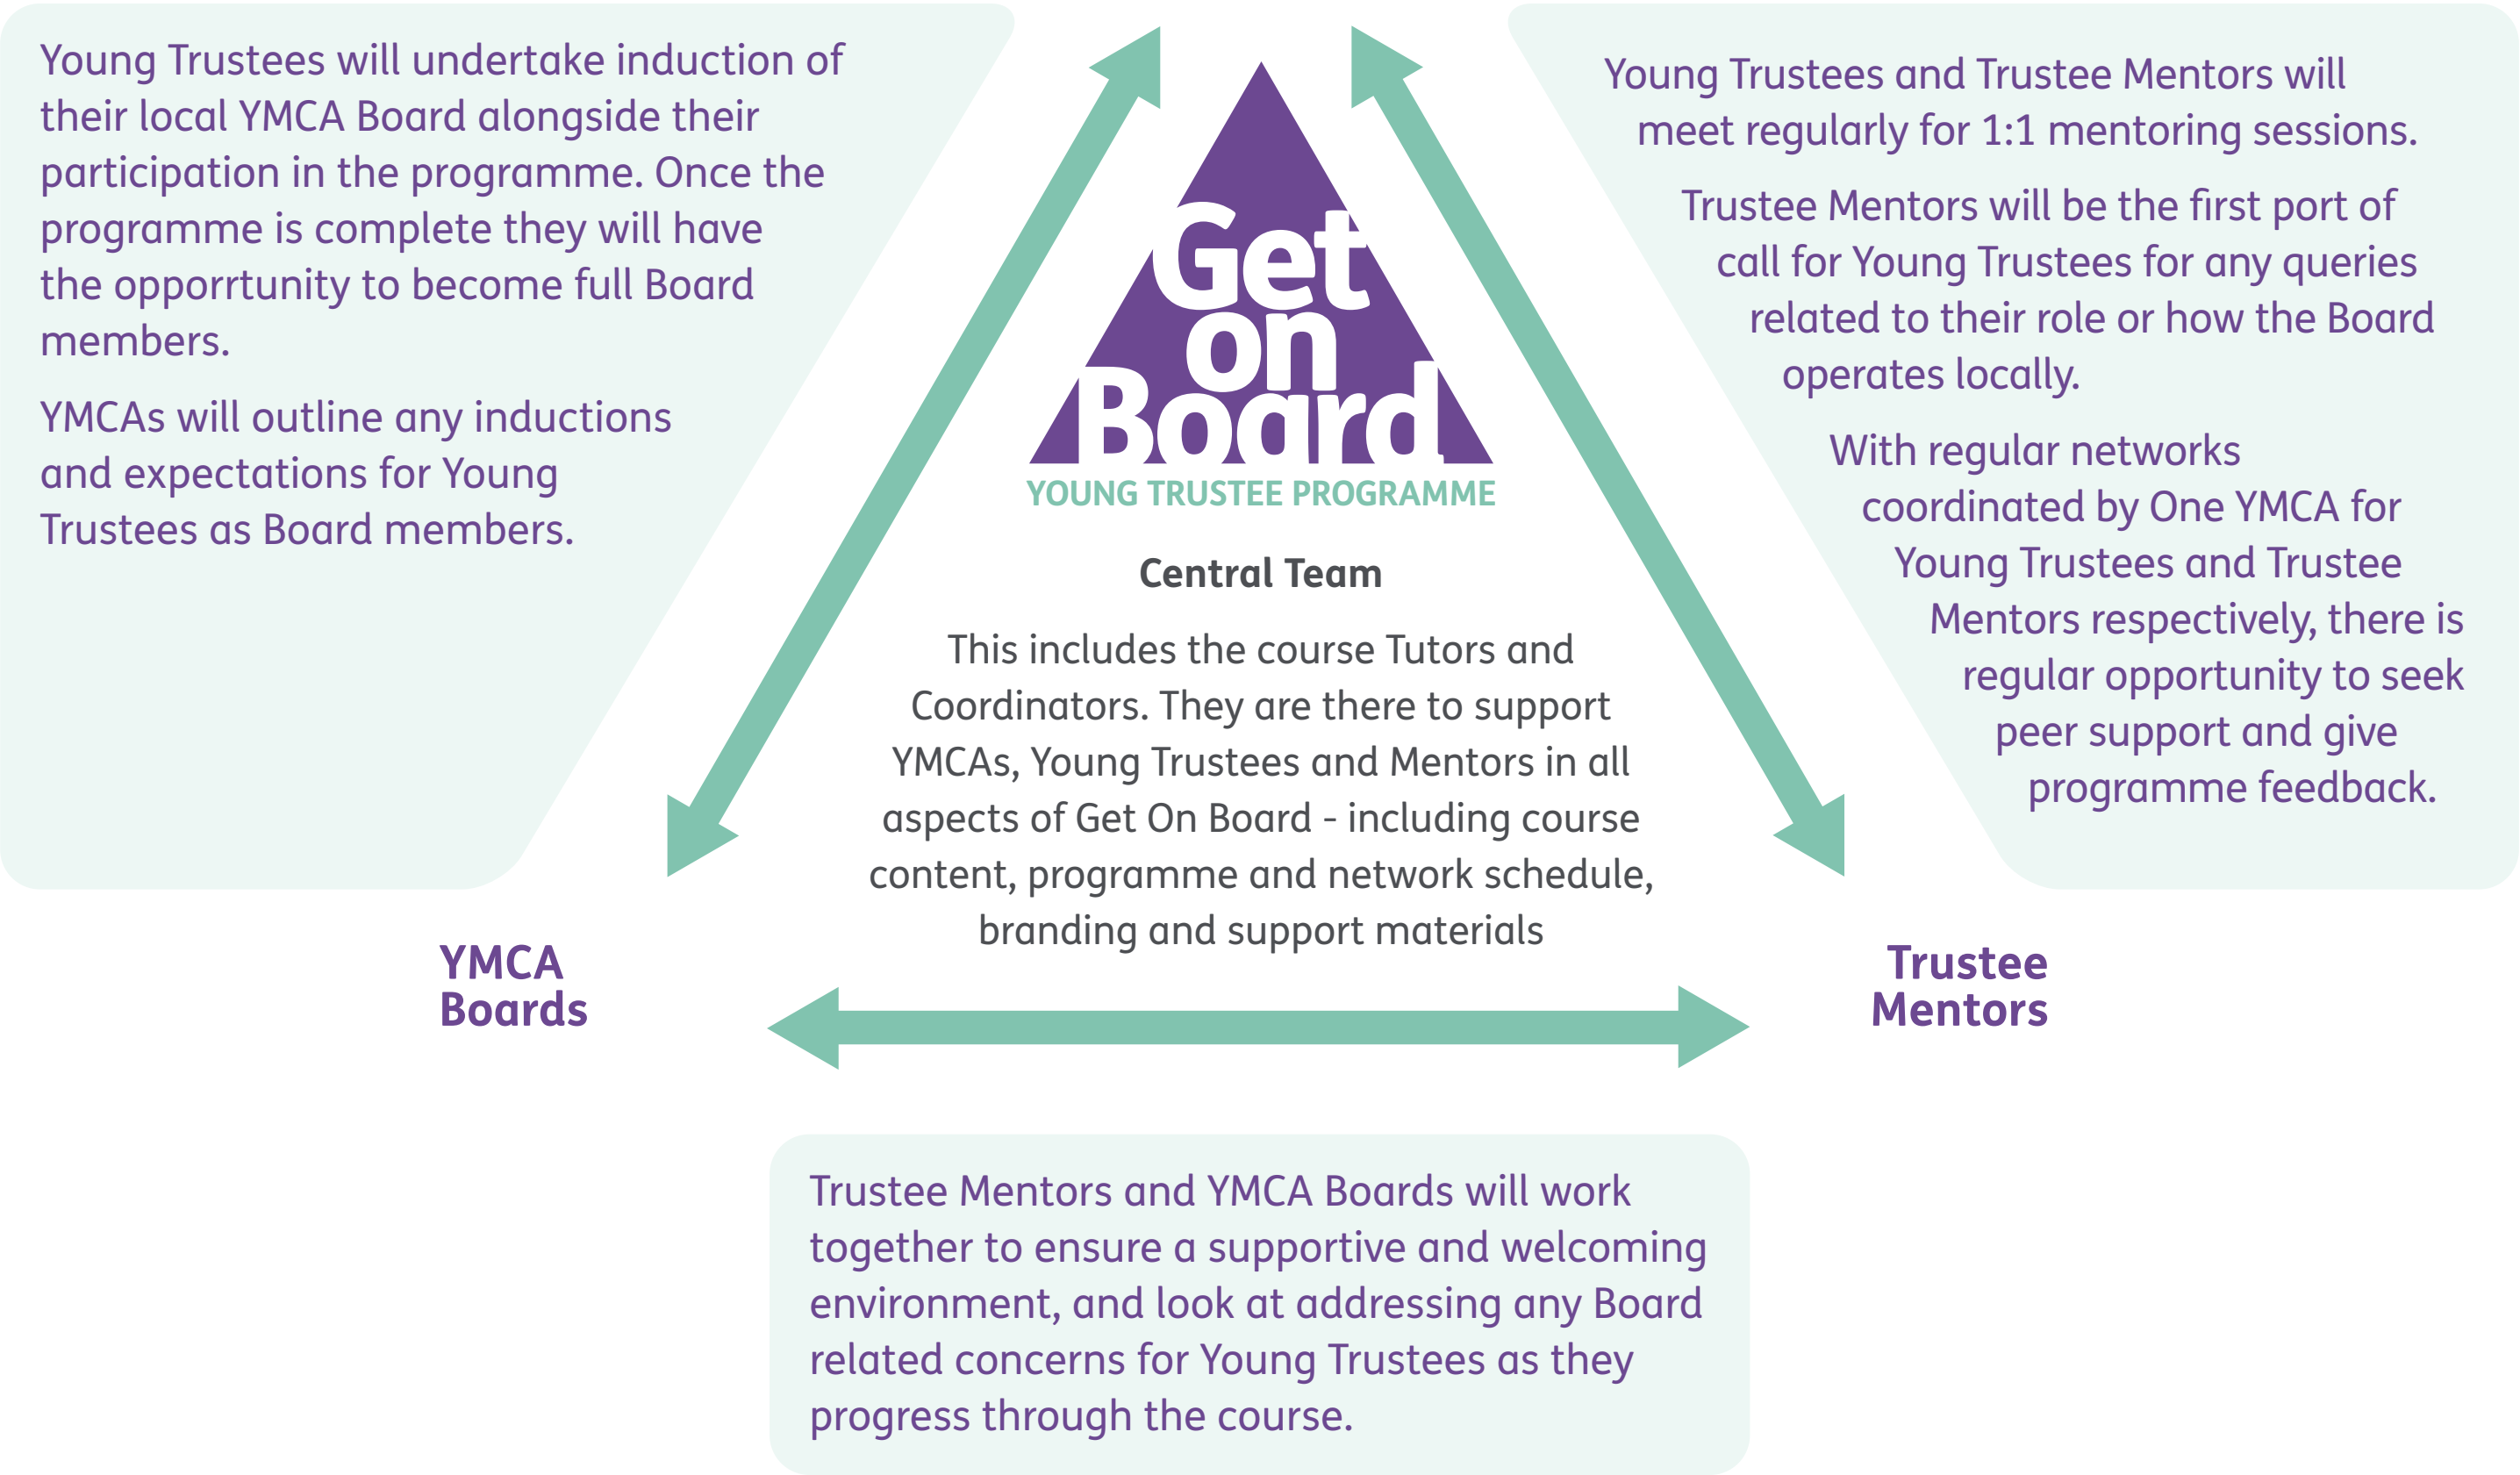 Young Trustees will undertake induction of
their local YMCA Board alongside their
participation in the programme. Once the
programme is complete they will have
the opporrtunity to become full Board
members.
YMCAs will outline any inductions
and expectations for Young
Trustees as Board members.
Get
on
Board
YOUNG TRUSTEE PROGRAMME
Central Team
This includes the course Tutors and
Coordinators. They are there to support
YMCAs, Young Trustees and Mentors in all
aspects of Get On Board - including course
content, programme and network schedule,
branding and support materials
Young Trustees and Trustee Mentors will
meet regularly for 1:1 mentoring sessions.
Trustee Mentors will be the first port of
call for Young Trustees for any queries
related to their role or how the Board
operates locally.
With regular networks
coordinated by One YMCA for
Young Trustees and Trustee
Mentors respectively, there is
regular opportunity to seek
peer support and give
programme feedback.
YMCA
Boards
Trustee
Mentors
Trustee Mentors and YMCA Boards will work
together to ensure a supportive and welcoming
environment, and look at addressing any Board
related concerns for Young Trustees as they
progress through the course.